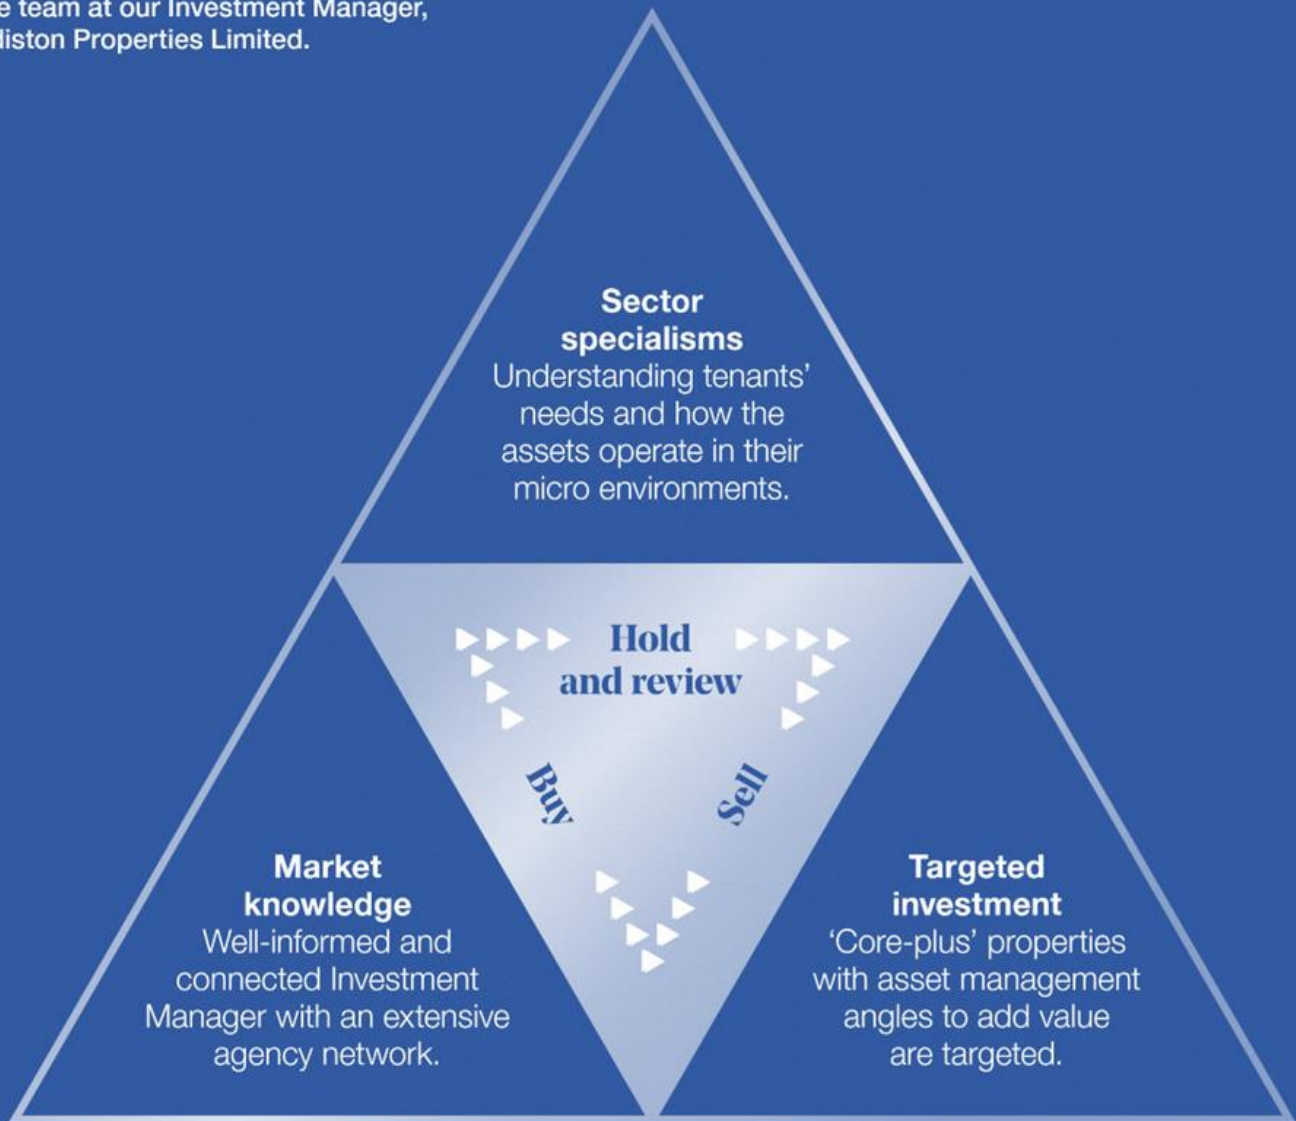 team at our Investment Manager,
Properties Limited.
Sector
specialisms
Understanding tenants'
needs and how the
assets operate in their
micro environments.
Hold
and review
Buy
Sell
Market
knowledge
Well-informed and
connected Investment
Manager with an extensive
agency network.
Targeted
investment
'Core-plus' properties
with asset management
angles to add value
are targeted.